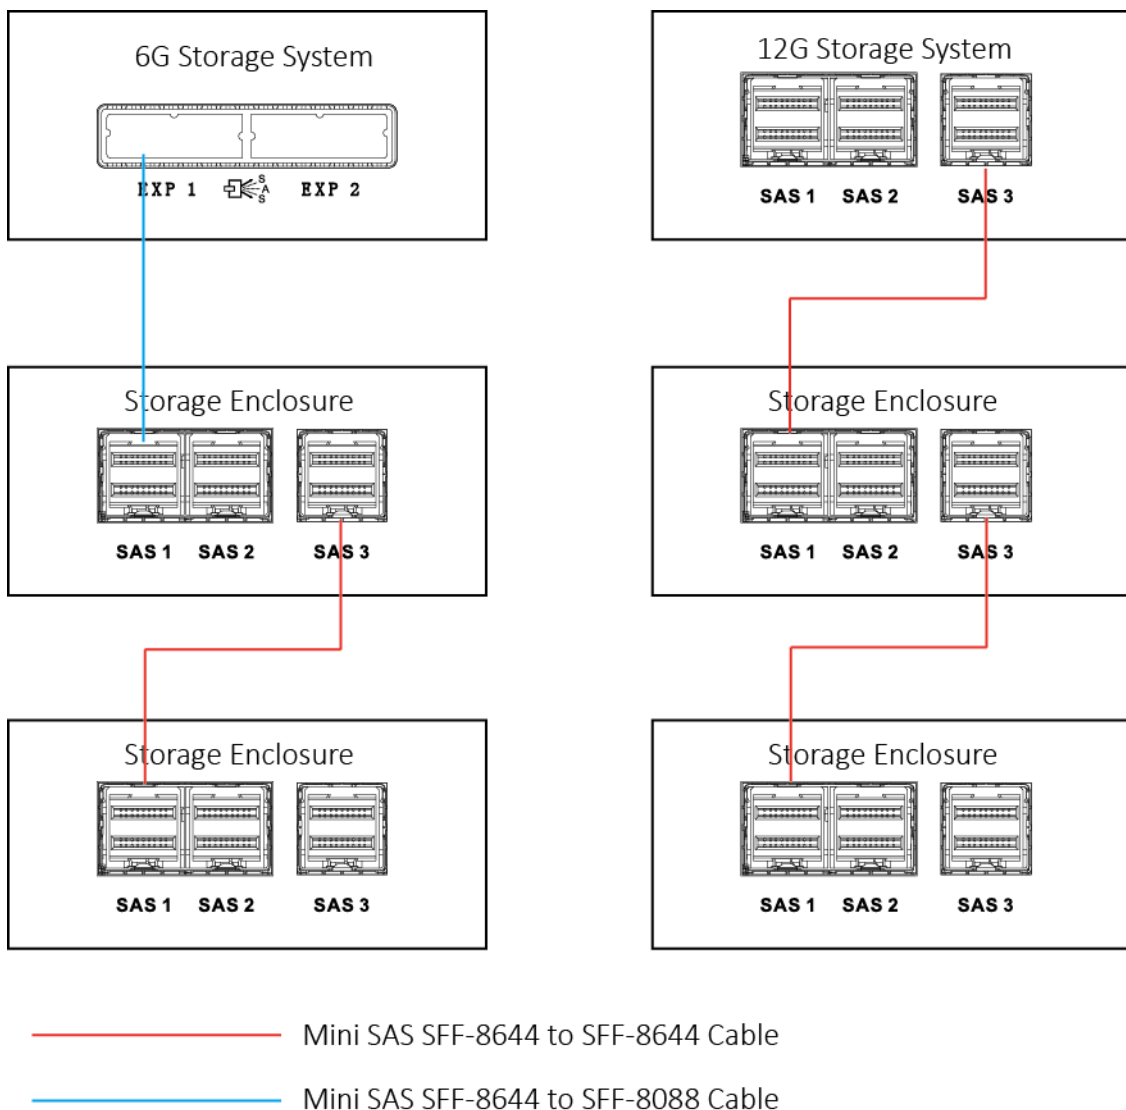 6G Storage System
EXP 1 SAS EXP 2
12G Storage System
SAS 1 SAS 2 SAS 3
Storage Enclosure
SAS 1 SAS 2 SAS 3
Storage Enclosure
SAS 1 SAS 2 SAS 3
Storage Enclosure
SAS 1 SAS 2 SAS 3
Storage Enclosure
SAS 1 SAS 2 SAS 3
Mini SAS SFF-8644 to SFF-8644 Cable
Mini SAS SFF-8644 to SFF-8088 Cable